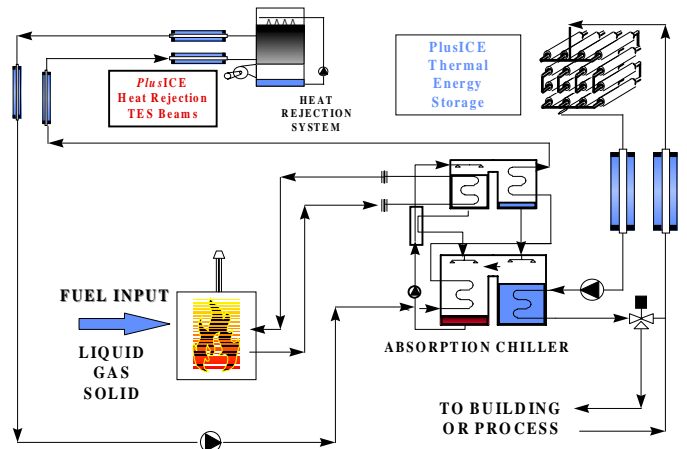 PlusICE
Heat Rejection
TES Beams
HEAT
REJECTION
SYSTEM
PlusICE
Thermal
Energy
Storage
FUEL INPUT
LIQUID
GAS
SOLID
ABSORPTION CHILLER
TO BUILDING
OR PROCESS